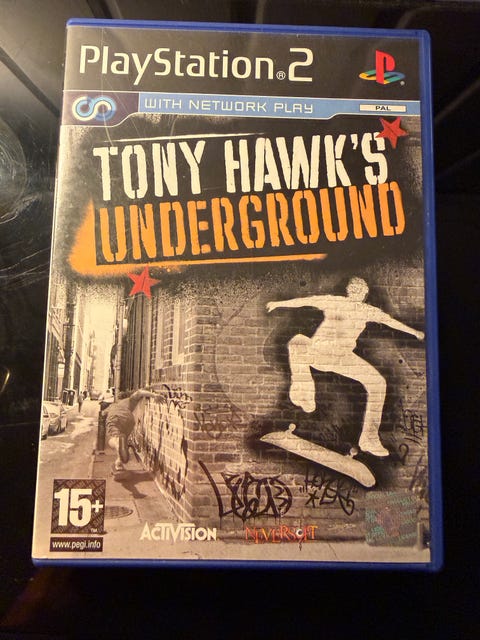 PlayStation®2
WITH NETWORK PLAY
PAL
TONY HAWK'S
UNDERGROUND
15+
www.pegi.info
ACTIVISION
NEVERSOFT